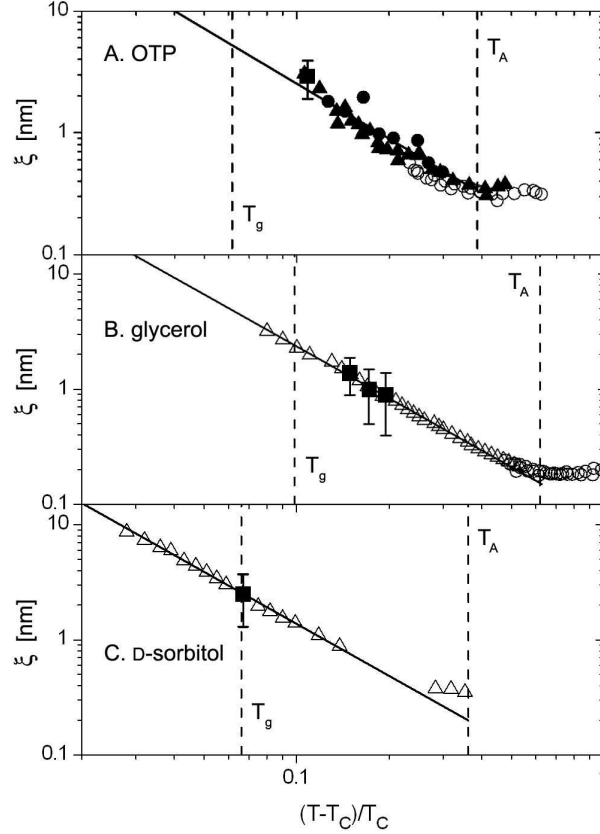 10
A. OTP
T_A
ξ [nm]
1
T_g
0.1
10
T_A
B. glycerol
ξ [nm]
1
T_g
0.1
10
T_A
ξ [nm]
1
C. D-sorbitol
T_g
0.1
0.1
(T-T_C)/T_C